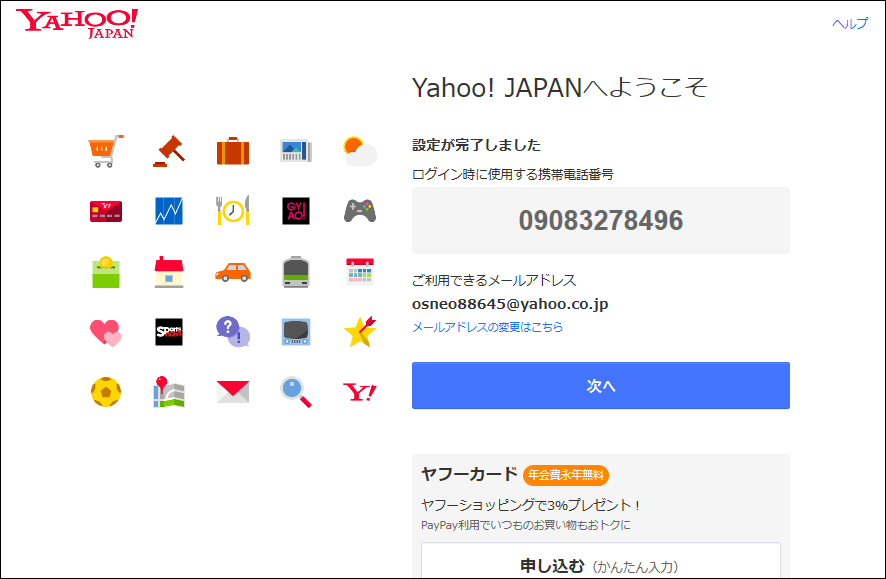 YAHOO!
JAPAN
ヘルプ
Yahoo! JAPANへようこそ
設定が完了しました
ログイン時に使用する携帯電話番号
09083278496
ご利用できるメールアドレス
osneo88645@yahoo.co.jp
メールアドレスの変更はこちら
次へ
Y!
GY
AO!
Sports
navi
?
!
Y!
ヤフーカード 年会費永年無料
ヤフーショッピングで3%プレゼント！
PayPay利用でいつものお買い物もおトクに
申し込む（かんたん入力）